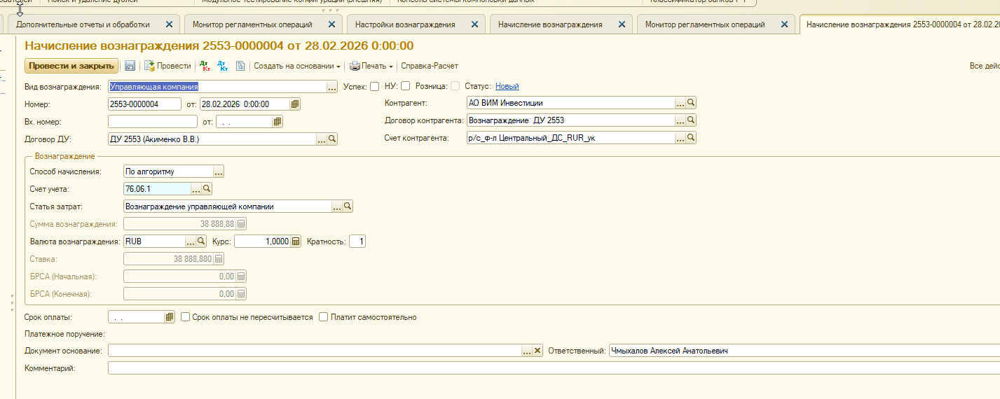 Поиск и удаление дублей Модульное тестирование конфигурации (внешняя) Консоль системы компоновки данных Классификатор банков РФ
Дополнительные отчеты и обработки Монитор регламентных операций Настройки вознаграждения Начисление вознаграждения Монитор регламентных операций Начисление вознаграждения 2553-0000004 от 28.02.20
Начисление вознаграждения 2553-0000004 от 28.02.2026 0:00:00
Провести и закрыть Провести Дт Кт Дт Кт Создать на основании Печать Справка-Расчет Все дейс
Вид вознаграждения: Управляющая компания ... Успех: НУ: Розница: Статус: Новый
Номер: 2553-0000004 от: 28.02.2026 0:00:00 Контрагент: АО ВИМ Инвестиции ...
Вх. номер: от: . . Договор контрагента: Вознаграждение ДУ 2553 ...
Договор ДУ: ДУ 2553 (Акименко В.В.) ... Счет контрагента: р/с_ф-л Центральный_ДС_RUR_ук ...
Вознаграждение
Способ начисления: По алгоритму ...
Счет учета: 76.06.1 ...
Статья затрат: Вознаграждение управляющей компании ...
Сумма вознаграждения: 38 888,88
Валюта вознаграждения: RUB ... Курс: 1,0000 Кратность: 1
Ставка: 38 888,880
БРСА (Начальная): 0,00
БРСА (Конечная): 0,00
Срок оплаты: . . Срок оплаты не пересчитывается Платит самостоятельно
Платежное поручение:
Документ основание: ... Ответственный: Чмыхалов Алексей Анатольевич
Комментарий: